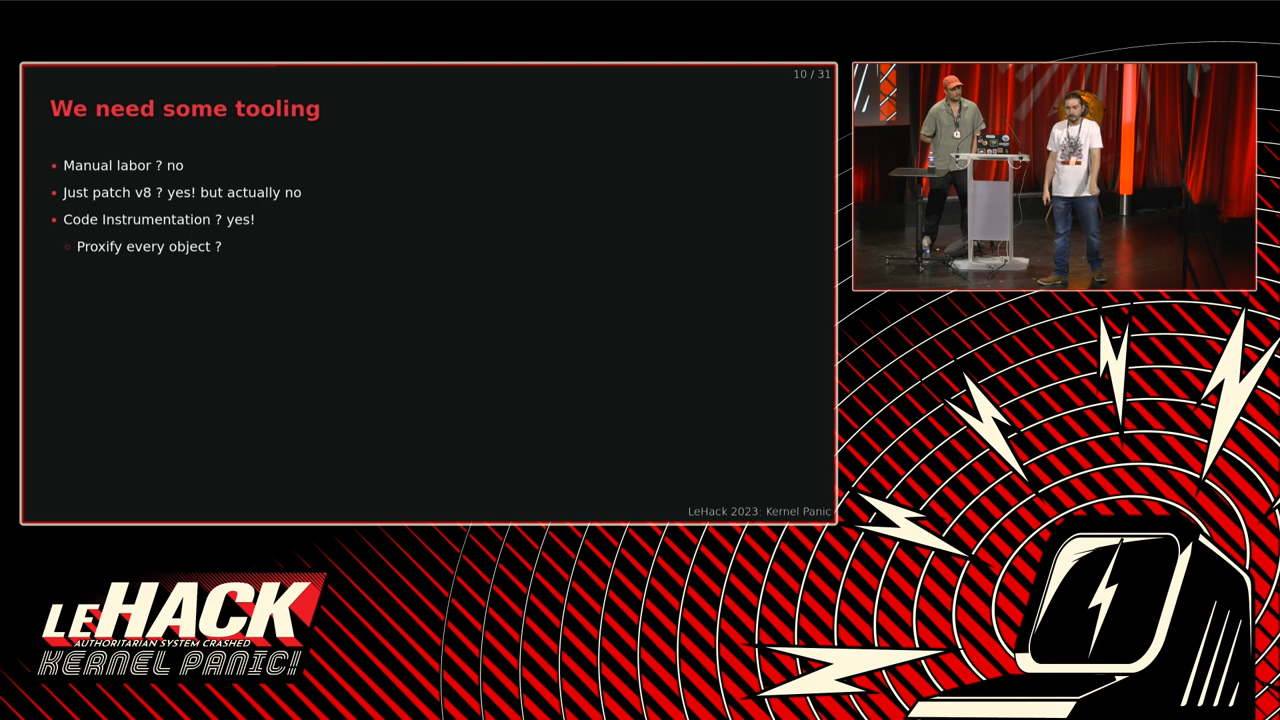 10 / 31
We need some tooling
Manual labor ? no
Just patch v8 ? yes! but actually no
Code Instrumentation ? yes!
Proxify every object ?
LeHack 2023: Kernel Panic
LEHACK
AUTHORITARIAN SYSTEM CRASHED
KERNEL PANIC!